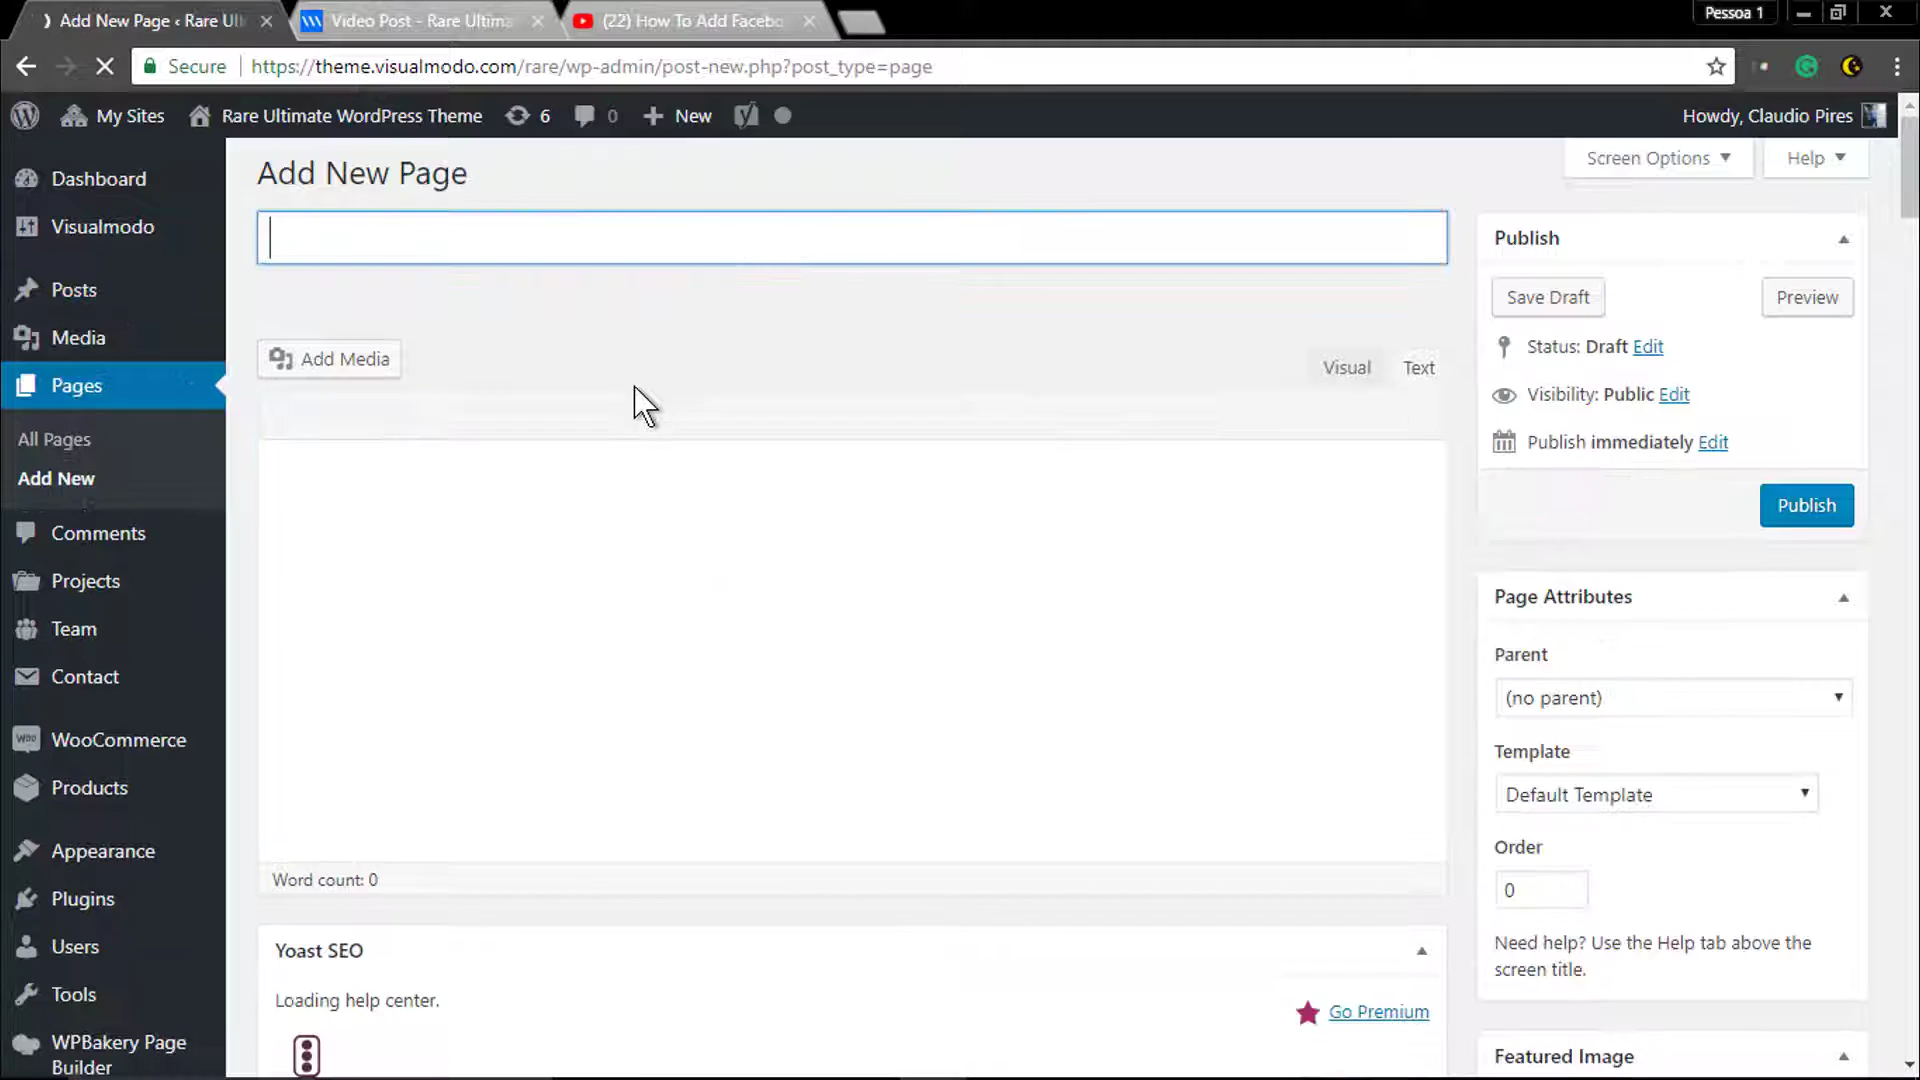 Add New Page ‹ Rare Ul
Video Post - Rare Ultima
(22) How To Add Facebo
Pessoa 1
Secure
https://theme.visualmodo.com/rare/wp-admin/post-new.php?post_type=page
My Sites
Rare Ultimate WordPress Theme
6
0
New
Howdy, Claudio Pires
Dashboard
Visualmodo
Posts
Media
Pages
All Pages
Add New
Comments
Projects
Team
Contact
WooCommerce
Products
Appearance
Plugins
Users
Tools
WPBakery Page
Builder
Add New Page
Screen Options
Help
Add Media
Visual
Text
Word count: 0
Yoast SEO
Loading help center.
Go Premium
Publish
Save Draft
Preview
Status: Draft Edit
Visibility: Public Edit
Publish immediately Edit
Publish
Page Attributes
Parent
(no parent)
Template
Default Template
Order
0
Need help? Use the Help tab above the
screen title.
Featured Image